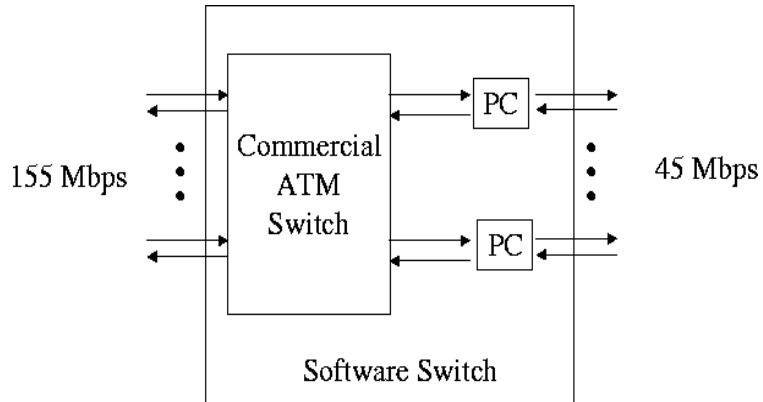 PC
Commercial
ATM
Switch
155 Mbps
45 Mbps
PC
Software Switch